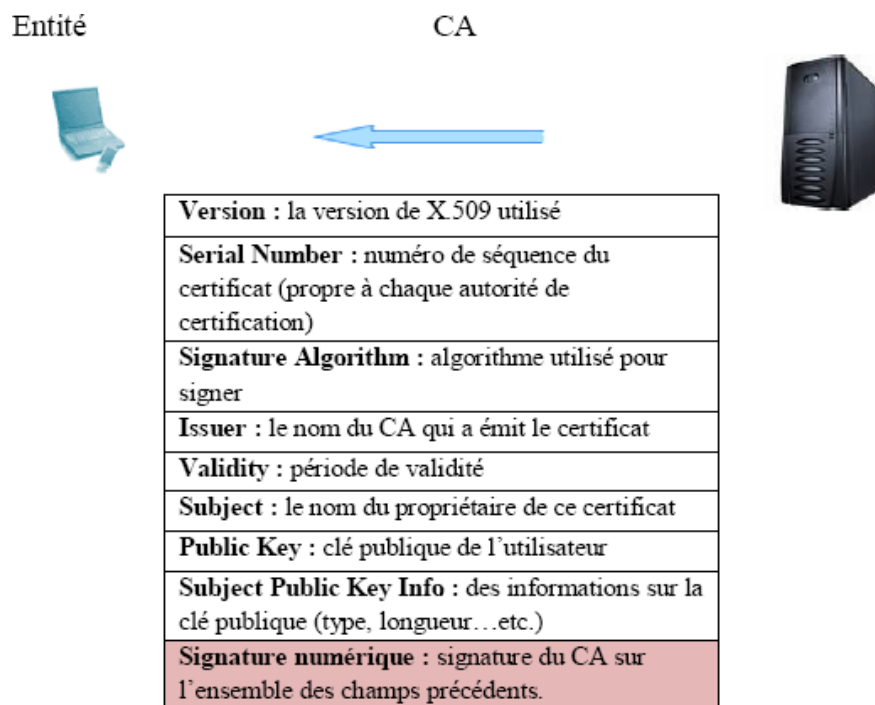 Entité
CA
Version : la version de X.509 utilisé
Serial Number : numéro de séquence du
certificat (propre à chaque autorité de
certification)
Signature Algorithm : algorithme utilisé pour
signer
Issuer : le nom du CA qui a émit le certificat
Validity : période de validité
Subject : le nom du propriétaire de ce certificat
Public Key : clé publique de l’utilisateur
Subject Public Key Info : des informations sur la
clé publique (type, longueur…etc.)
Signature numérique : signature du CA sur
l’ensemble des champs précédents.